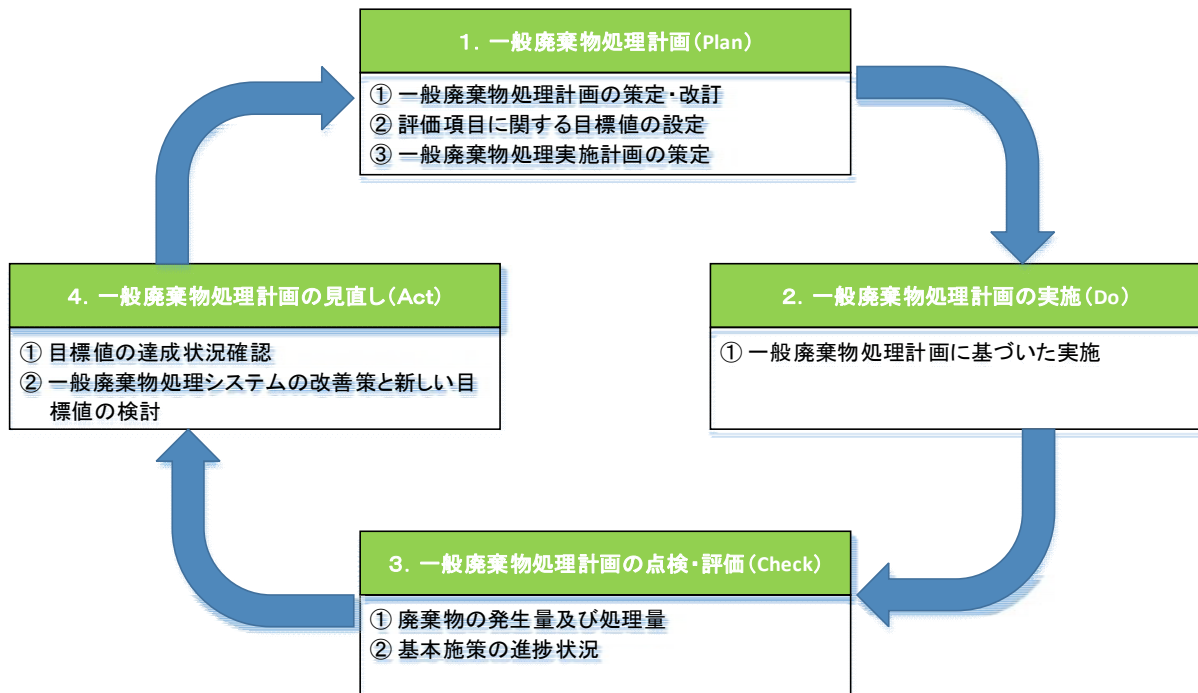 １．一般廃棄物処理計画（Plan）
① 一般廃棄物処理計画の策定・改訂
② 評価項目に関する目標値の設定
③ 一般廃棄物処理実施計画の策定
４．一般廃棄物処理計画の見直し（Act）
① 目標値の達成状況確認
② 一般廃棄物処理システムの改善策と新しい目
標値の検討
２．一般廃棄物処理計画の実施（Do）
① 一般廃棄物処理計画に基づいた実施
３．一般廃棄物処理計画の点検・評価（Check）
① 廃棄物の発生量及び処理量
② 基本施策の進捗状況